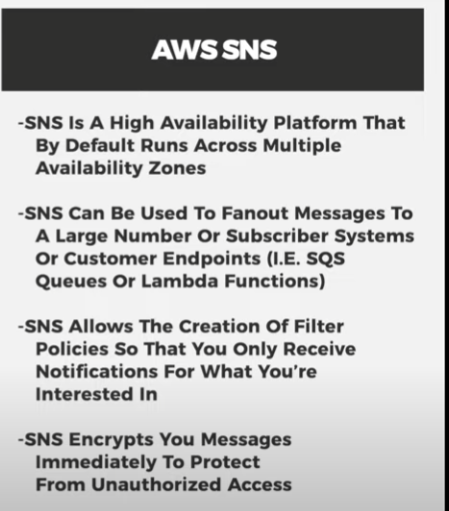 AWS SNS
-SNS Is A High Availability Platform That
By Default Runs Across Multiple
Availability Zones
-SNS Can Be Used To Fanout Messages To
A Large Number Or Subscriber Systems
Or Customer Endpoints (I.E. SQS
Queues Or Lambda Functions)
-SNS Allows The Creation Of Filter
Policies So That You Only Receive
Notifications For What You're
Interested In
-SNS Encrypts You Messages
Immediately To Protect
From Unauthorized Access